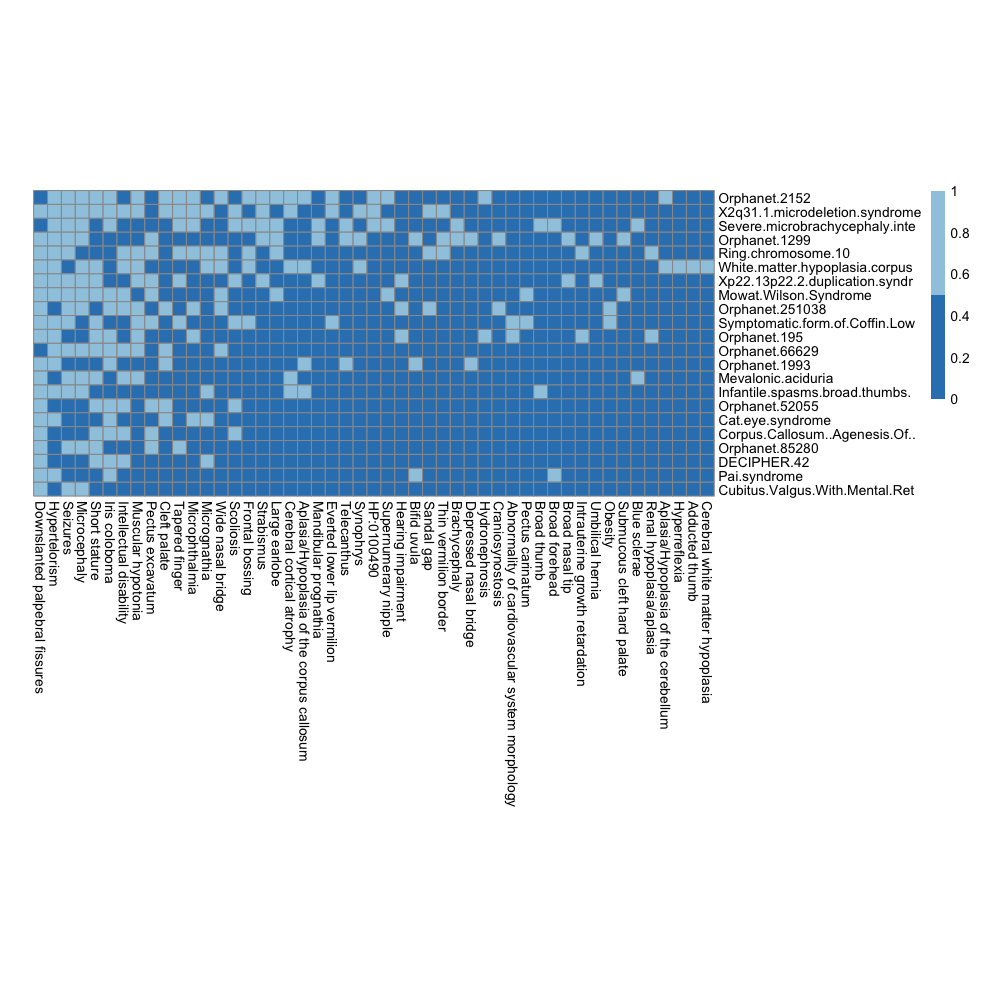 Orphanet.2152
X2q31.1.microdeletion.syndrome
Severe.microbrachycephaly.inte
Orphanet.1299
Ring.chromosome.10
White.matter.hypoplasia.corpus
Xp22.13p22.2.duplication.syndr
Mowat.Wilson.Syndrome
Orphanet.251038
Symptomatic.form.of.Coffin.Low
Orphanet.195
Orphanet.66629
Orphanet.1993
Mevalonic.aciduria
Infantile.spasms.broad.thumbs.
Orphanet.52055
Cat.eye.syndrome
Corpus.Callosum..Agenesis.Of..
Orphanet.85280
DECIPHER.42
Pai.syndrome
Cubitus.Valgus.With.Mental.Ret
1
0.8
0.6
0.4
0.2
0
Downslanted palpebral fissures
Hypertelorism
Seizures
Microcephaly
Short stature
Iris coloboma
Intellectual disability
Muscular hypotonia
Pectus excavatum
Cleft palate
Tapered finger
Microphthalmia
Micrognathia
Wide nasal bridge
Scoliosis
Frontal bossing
Strabismus
Large earlobe
Cerebral cortical atrophy
Aplasia/Hypoplasia of the corpus callosum
Mandibular prognathia
Everted lower lip vermilion
Telecanthus
Synophrys
HP:0100490
Supernumerary nipple
Hearing impairment
Bifid uvula
Sandal gap
Thin vermilion border
Brachycephaly
Depressed nasal bridge
Hydronephrosis
Craniosynostosis
Abnormality of cardiovascular system morphology
Pectus carinatum
Broad thumb
Broad forehead
Broad nasal tip
Intrauterine growth retardation
Umbilical hernia
Obesity
Submucous cleft hard palate
Blue sclerae
Renal hypoplasia/aplasia
Aplasia/Hypoplasia of the cerebellum
Hyperreflexia
Adducted thumb
Cerebral white matter hypoplasia